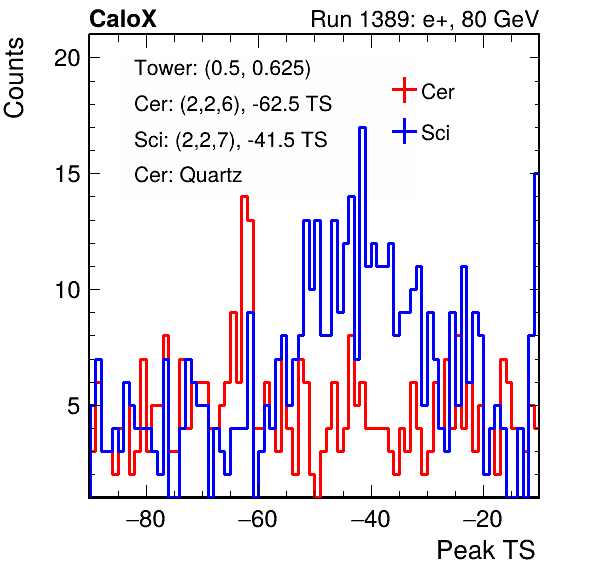 CaloX Run 1389: e+, 80 GeV
Counts
Tower: (0.5, 0.625)
Cer: (2,2,6), -62.5 TS
Sci: (2,2,7), -41.5 TS
Cer: Quartz
Cer
Sci
20
15
10
5
−80 −60 −40 −20
Peak TS